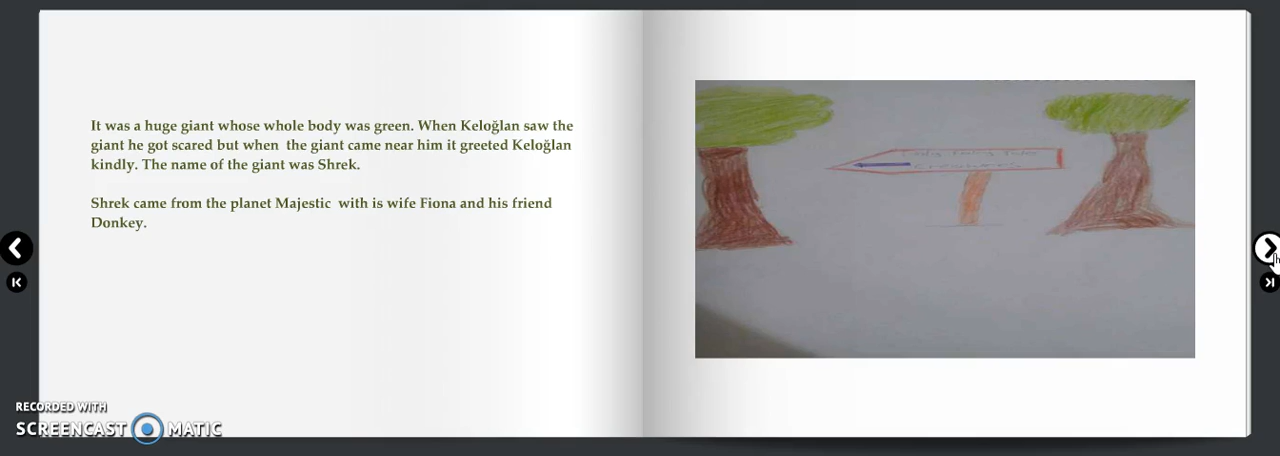 It was a huge giant whose whole body was green. When Keloğlan saw the
giant he got scared but when the giant came near him it greeted Keloğlan
kindly. The name of the giant was Shrek.
Shrek came from the planet Majestic with is wife Fiona and his friend
Donkey.
RECORDED WITH
SCREENCAST MATIC